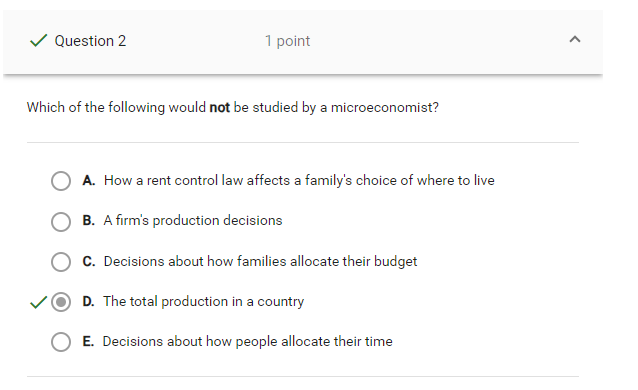 Question 2 1 point
Which of the following would not be studied by a microeconomist?
A. How a rent control law affects a family's choice of where to live
B. A firm's production decisions
C. Decisions about how families allocate their budget
D. The total production in a country
E. Decisions about how people allocate their time